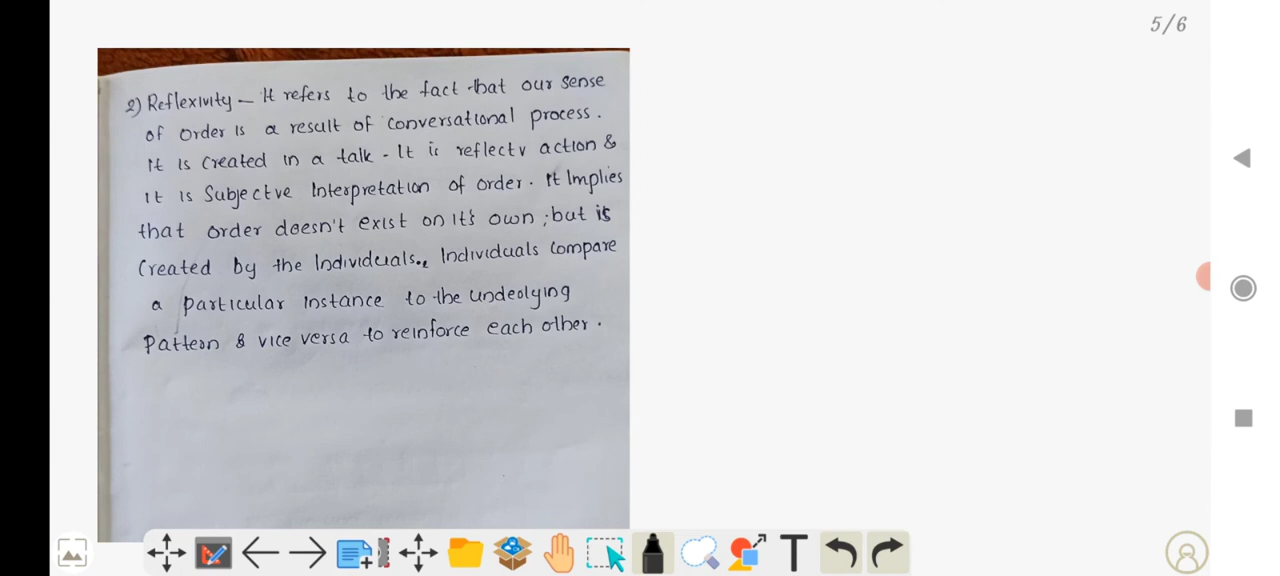 5/6
2) Reflexivity – It refers to the fact that our sense
of order is a result of conversational process.
It is created in a talk - It is reflectv action &
it is Subjectve Interpretation of order. It Implies
that order doesn't exist on it's own ; but is
Created by the Individuals.. Individuals compare
a particular instance to the undeolying
Patteon & vice versa to reinforce each other.
T